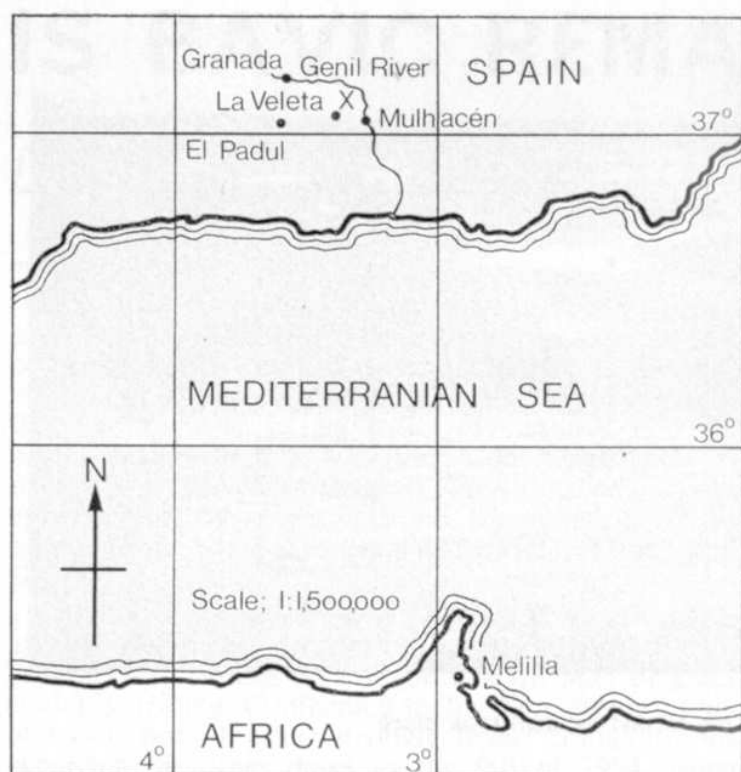 Granada
Genil River
SPAIN
La Veleta
X
Mulhacén
37°
El Padul
MEDITERRANIAN SEA
36°
N
Scale; 1:1,500,000
Melilla
AFRICA
4°
3°